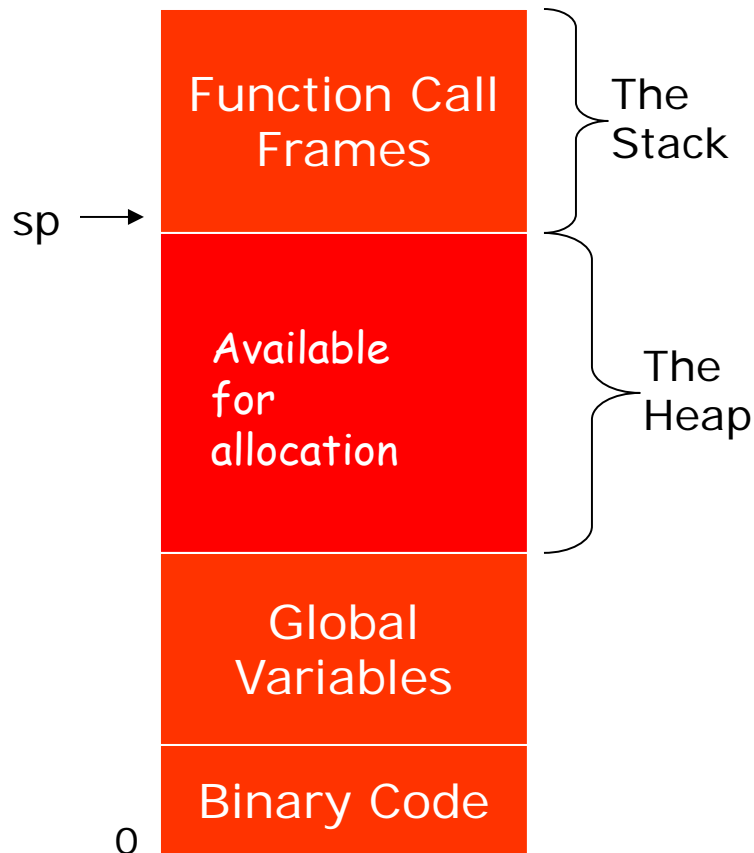 Function Call
Frames
The
Stack
sp
Available
for
allocation
The
Heap
Global
Variables
Binary Code
0